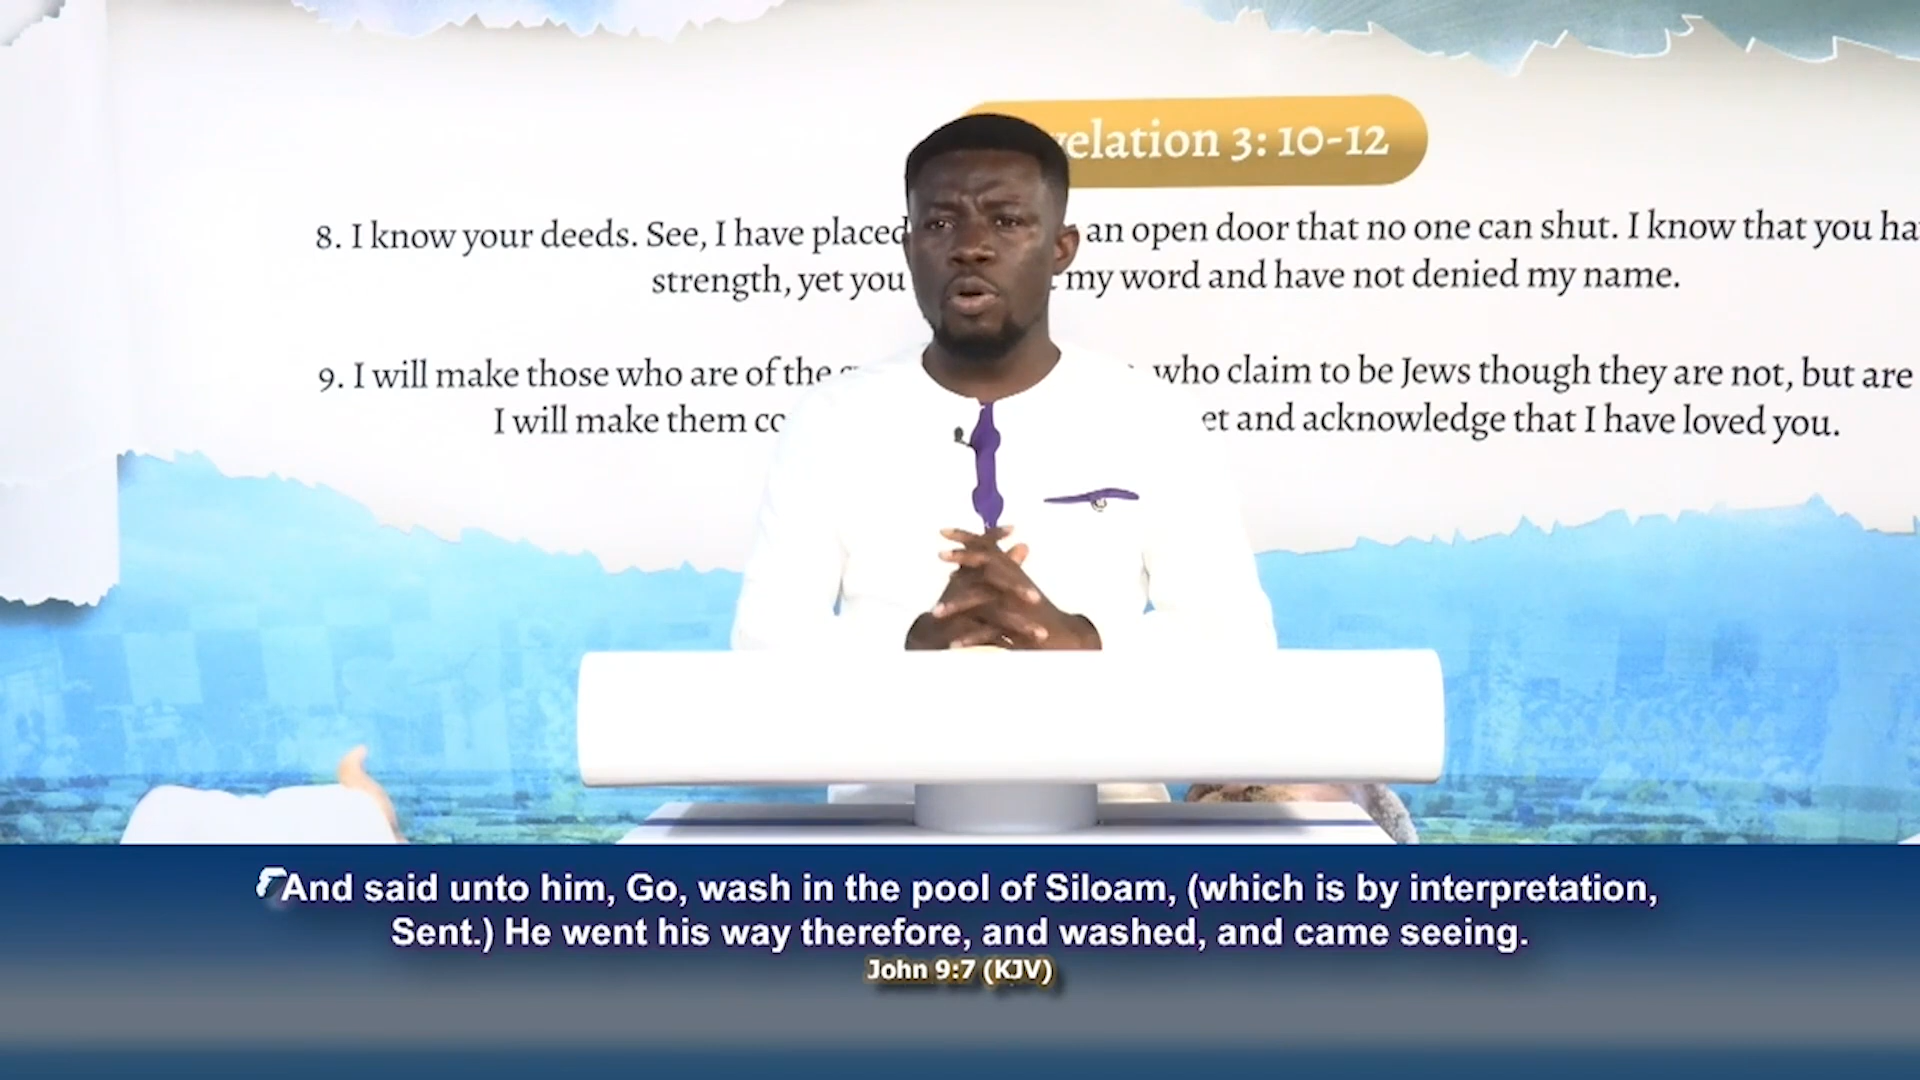 velation 3: 10-12
8. I know your deeds. See, I have placed an open door that no one can shut. I know that you ha
strength, yet you my word and have not denied my name.
9. I will make those who are of the who claim to be Jews though they are not, but are
I will make them co et and acknowledge that I have loved you.
And said unto him, Go, wash in the pool of Siloam, (which is by interpretation,
Sent.) He went his way therefore, and washed, and came seeing.
John 9:7 (KJV)